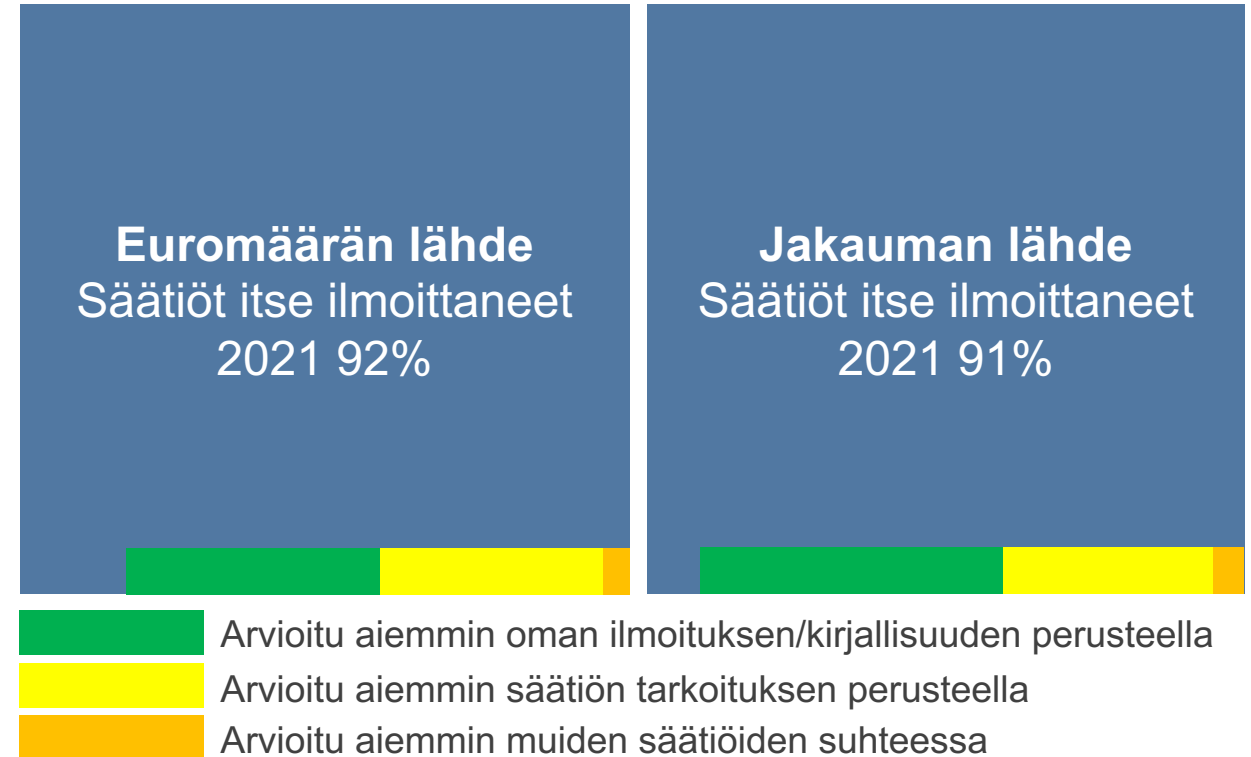 Euromäärän lähde
Säätiöt itse ilmoittaneet
2021 92%
Jakauman lähde
Säätiöt itse ilmoittaneet
2021 91%
Arvioitu aiemmin oman ilmoituksen/kirjallisuuden perusteella
Arvioitu aiemmin säätiön tarkoituksen perusteella
Arvioitu aiemmin muiden säätiöiden suhteessa